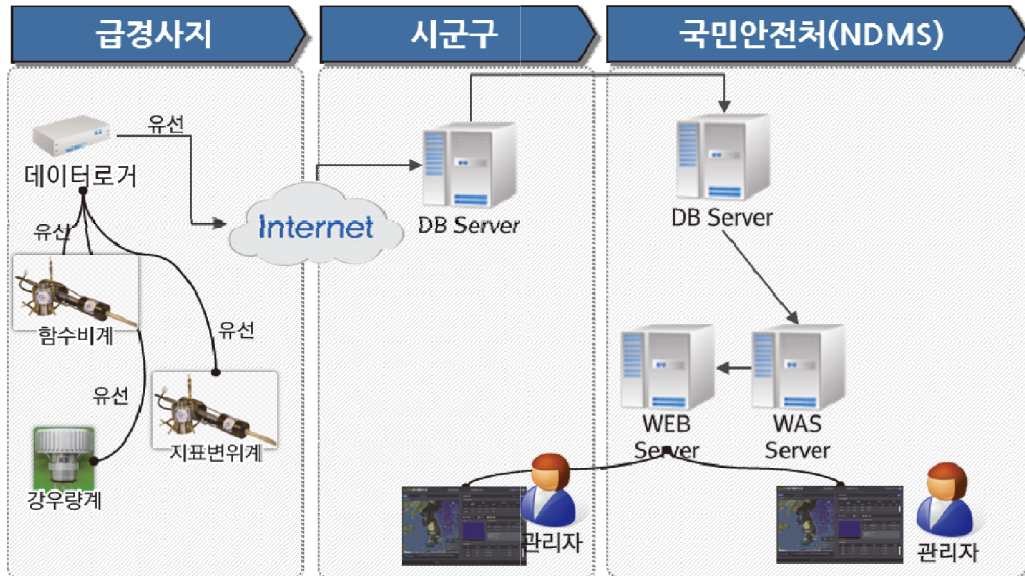 급경사지
시군구
국민안전처(NDMS)
유선
데이터로거
유선
함수비계
유선
지표변위계
유선
강우량계
Internet
DB Server
DB Server
WEB
Server
WAS
Server
관리자
관리자